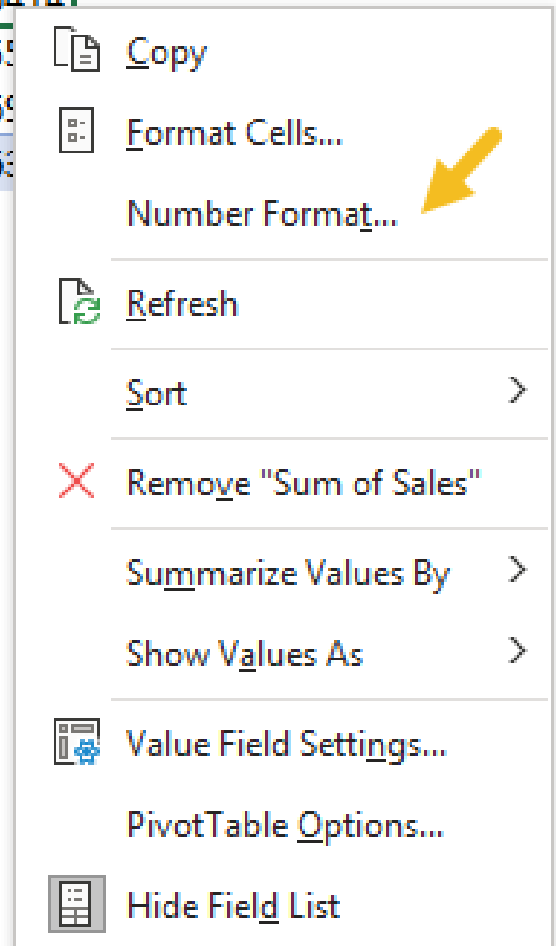 Copy
Format Cells...
Number Format...
Refresh
Sort
Remove "Sum of Sales"
Summarize Values By
Show Values As
Value Field Settings...
PivotTable Options...
Hide Field List